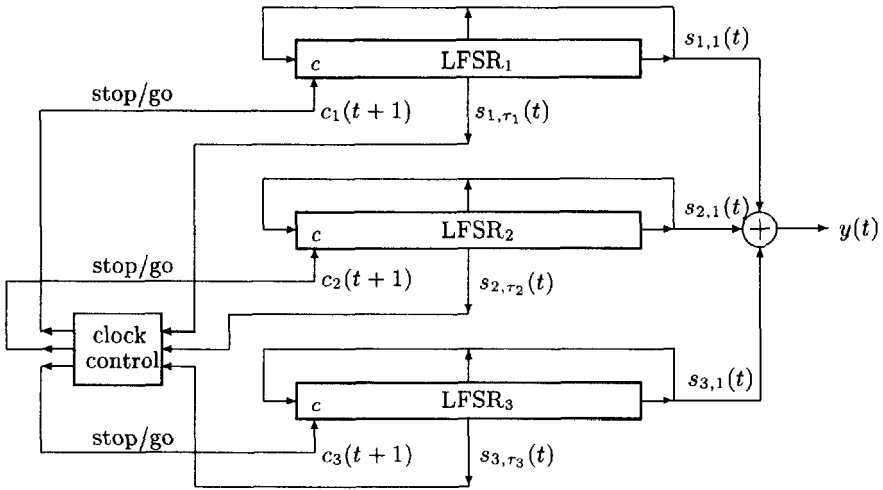 s₁,₁(t)
LFSR₁
c
stop/go
c₁(t + 1)
s₁,τ₁(t)
s₂,₁(t)
LFSR₂
c
+
y(t)
stop/go
c₂(t + 1)
s₂,τ₂(t)
clock
control
s₃,₁(t)
LFSR₃
c
stop/go
c₃(t + 1)
s₃,τ₃(t)